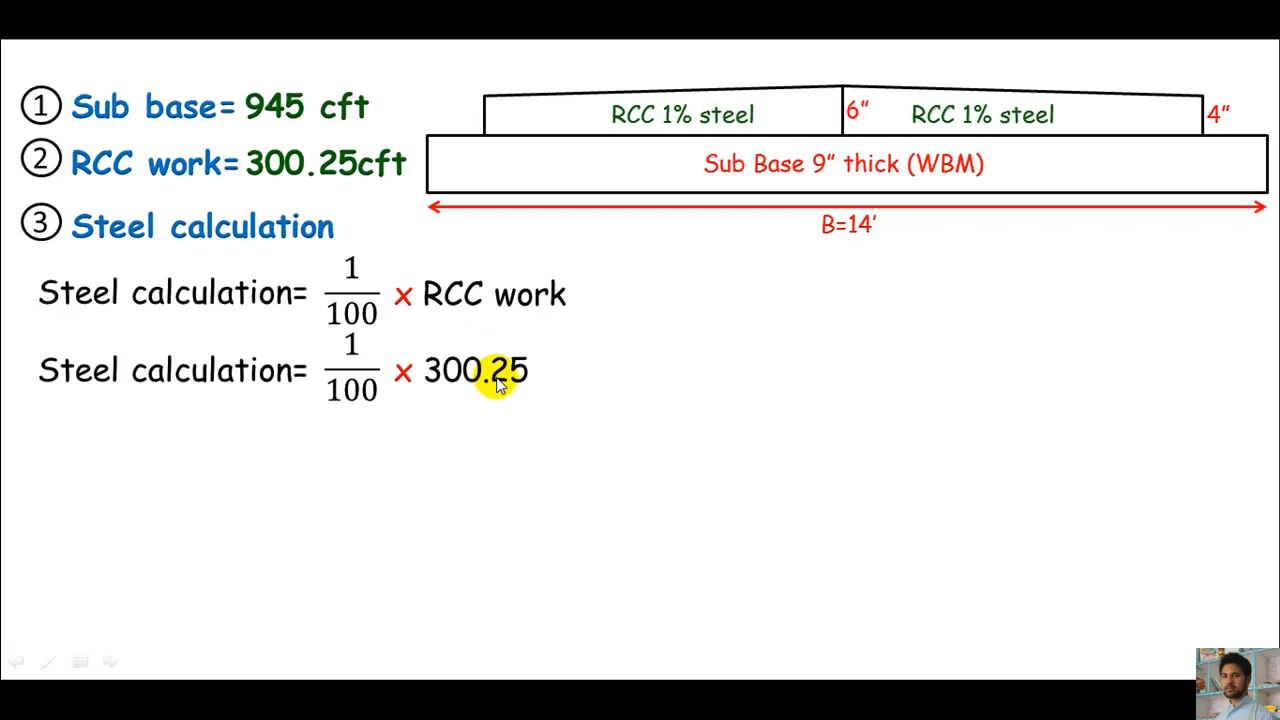 ① Sub base= 945 cft
② RCC work= 300.25cft
③ Steel calculation
RCC 1% steel
6”
RCC 1% steel
4”
Sub Base 9” thick (WBM)
B=14’
Steel calculation= 1/100 x RCC work
Steel calculation= 1/100 x 300.25